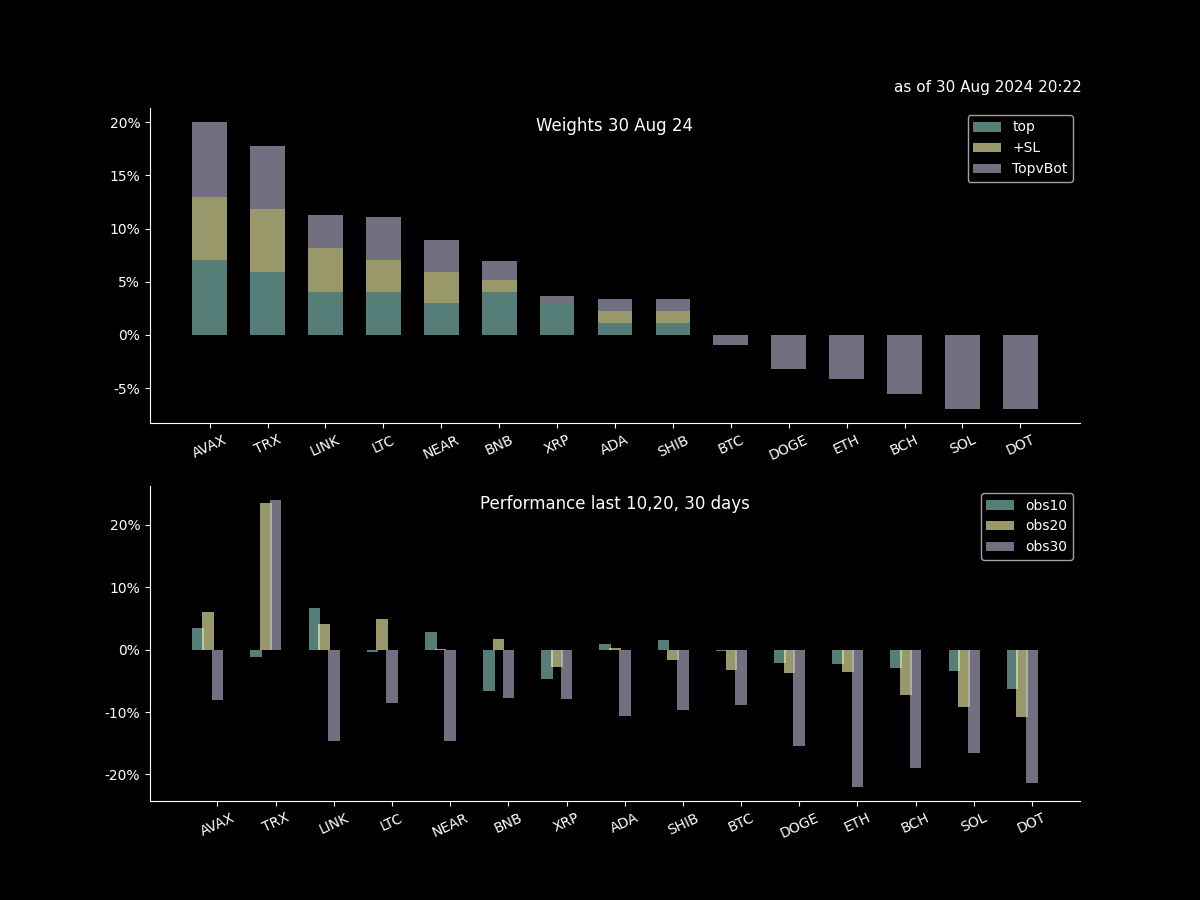 as of 30 Aug 2024 20:22
Weights 30 Aug 24
top
+SL
TopvBot
20%
15%
10%
5%
0%
-5%
AVAX TRX LINK LTC NEAR BNB XRP ADA SHIB BTC DOGE ETH BCH SOL DOT
Performance last 10,20, 30 days
obs10
obs20
obs30
20%
10%
0%
-10%
-20%
AVAX TRX LINK LTC NEAR BNB XRP ADA SHIB BTC DOGE ETH BCH SOL DOT